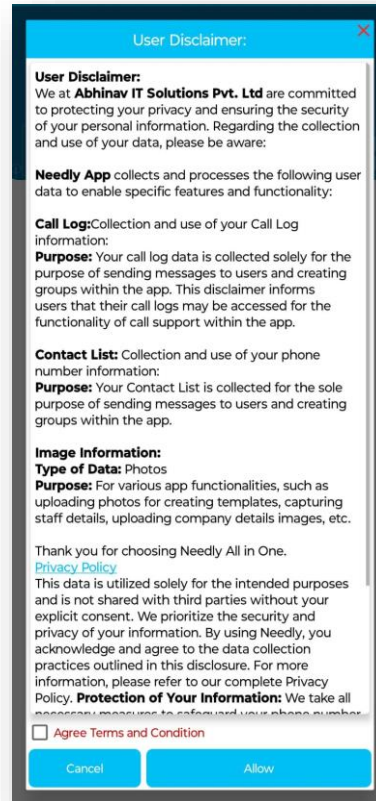 User Disclaimer:
User Disclaimer:
We at Abhinav IT Solutions Pvt. Ltd are committed
to protecting your privacy and ensuring the security
of your personal information. Regarding the collection
and use of your data, please be aware:
Needly App collects and processes the following user
data to enable specific features and functionality:
Call Log:Collection and use of your Call Log
information:
Purpose: Your call log data is collected solely for the
purpose of sending messages to users and creating
groups within the app. This disclaimer informs
users that their call logs may be accessed for the
functionality of call support within the app.
Contact List: Collection and use of your phone
number information:
Purpose: Your Contact List is collected for the sole
purpose of sending messages to users and creating
groups within the app.
Image Information:
Type of Data: Photos
Purpose: For various app functionalities, such as
uploading photos for creating templates, capturing
staff details, uploading company details images, etc.
Thank you for choosing Needly All in One.
Privacy Policy
This data is utilized solely for the intended purposes
and is not shared with third parties without your
explicit consent. We prioritize the security and
privacy of your information. By using Needly, you
acknowledge and agree to the data collection
practices outlined in this disclosure. For more
information, please refer to our complete Privacy
Policy. Protection of Your Information: We take all
necessary measures to safeguard your phone number
Agree Terms and Condition
Cancel
Allow